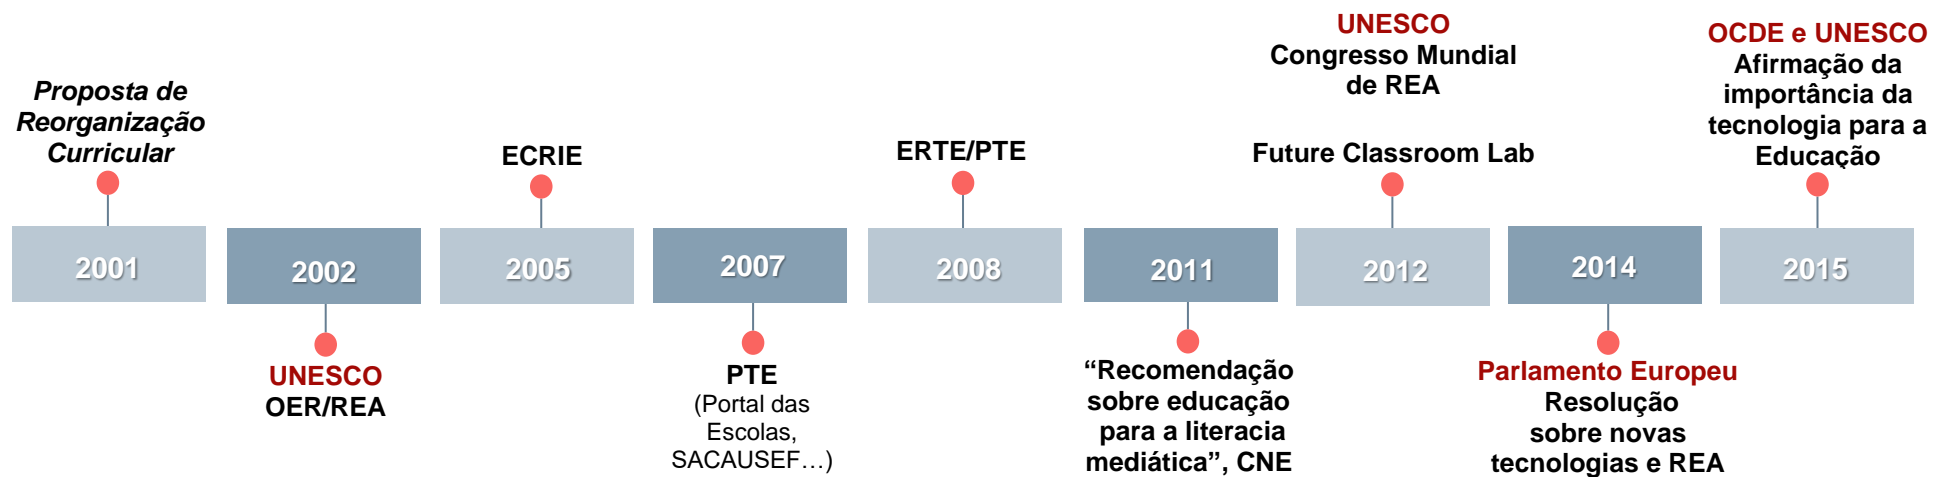 Proposta de
Reorganização
Curricular
2001
2002
UNESCO
OER/REA
ECRIE
2005
2007
PTE
(Portal das
Escolas,
SACAUSEF…)
ERTE/PTE
2008
2011
“Recomendação
sobre educação
para a literacia
mediática”, CNE
UNESCO
Congresso Mundial
de REA
Future Classroom Lab
2012
2014
Parlamento Europeu
Resolução
sobre novas
tecnologias e REA
OCDE e UNESCO
Afirmação da
importância da
tecnologia para a
Educação
2015